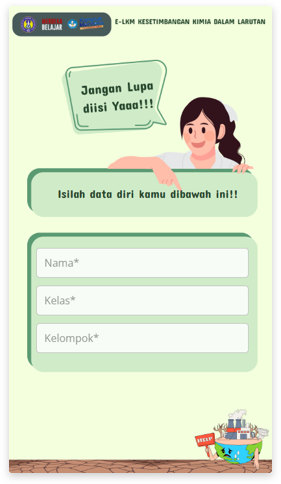 BELAJAR
E-LKM KESETIMBANGAN KIMIA DALAM LARUTAN
Jangan Lupa
diisi Yaaa!!!
Isilah data diri kamu dibawah ini!!
Nama*
Kelas*
Kelompok*
HELP